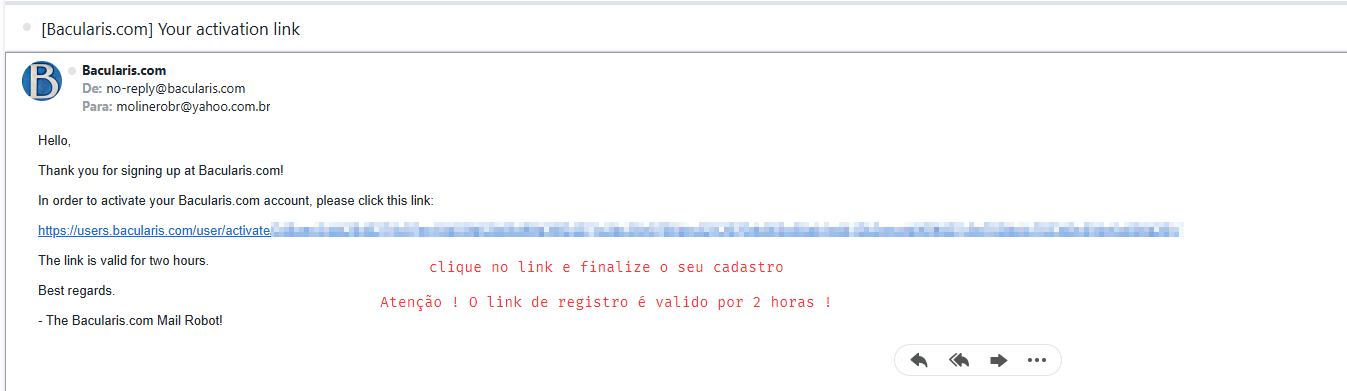 [Bacularis.com] Your activation link
B
Bacularis.com
De: no-reply@bacularis.com
Para: molinerobr@yahoo.com.br
Hello,
Thank you for signing up at Bacularis.com!
In order to activate your Bacularis.com account, please click this link:
https://users.bacularis.com/user/activate/
The link is valid for two hours.
clique no link e finalize o seu cadastro
Best regards.
Atenção ! O link de registro é valido por 2 horas !
- The Bacularis.com Mail Robot!